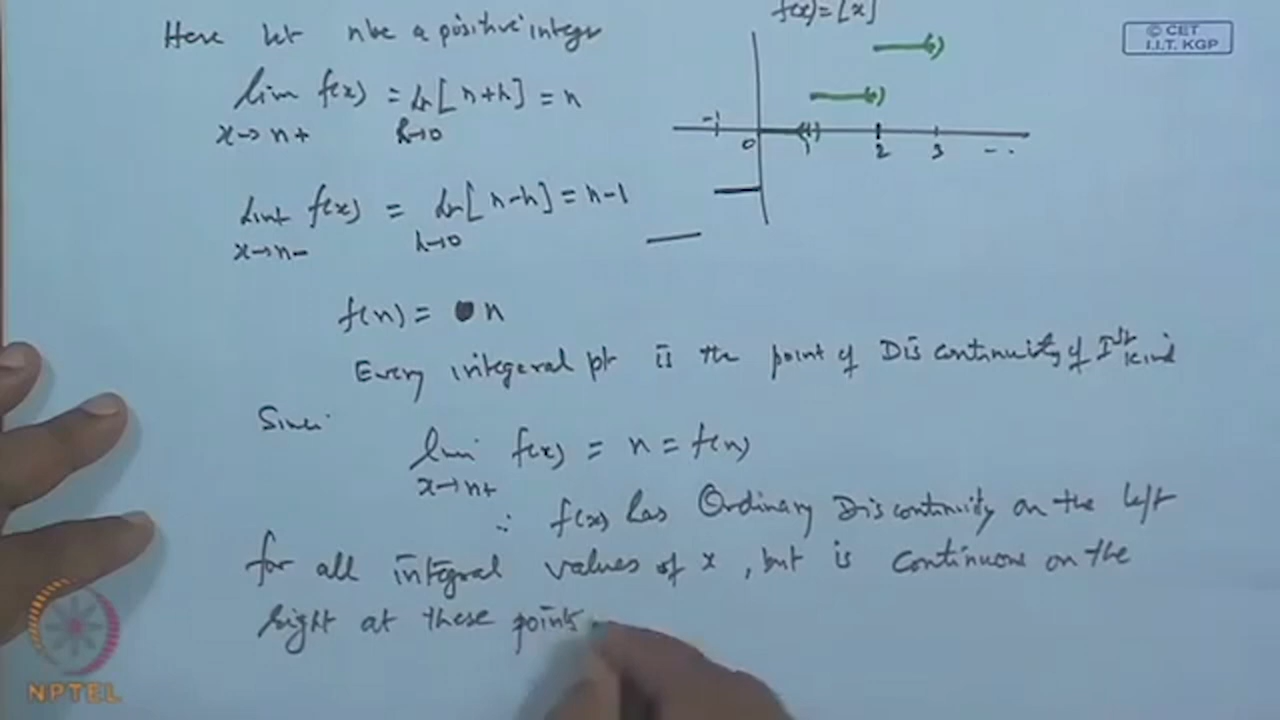 f(x) = [x]
© CET
I.I.T. KGP
Here let n be a positive integer
lim f(x) = lt [n+h] = n
x→n+ h→0
limit f(x) = lt [n-h] = n-1
x→n- h→0
-1 0 1 2 3 - .
f(n) = n
Every integeral pt is the point of Discontinuity of Ist kind
Since
lim f(x) = n = f(n)
x→n+
∴ f(x) has Ordinary Discontinuity on the left
for all integral values of x, but is continuous on the
right at these points
NPTEL